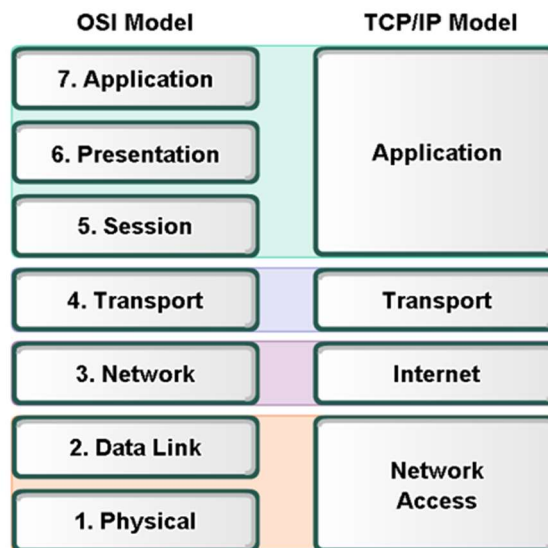 OSI Model
TCP/IP Model
7. Application
6. Presentation
5. Session
Application
4. Transport
Transport
3. Network
Internet
2. Data Link
1. Physical
Network
Access